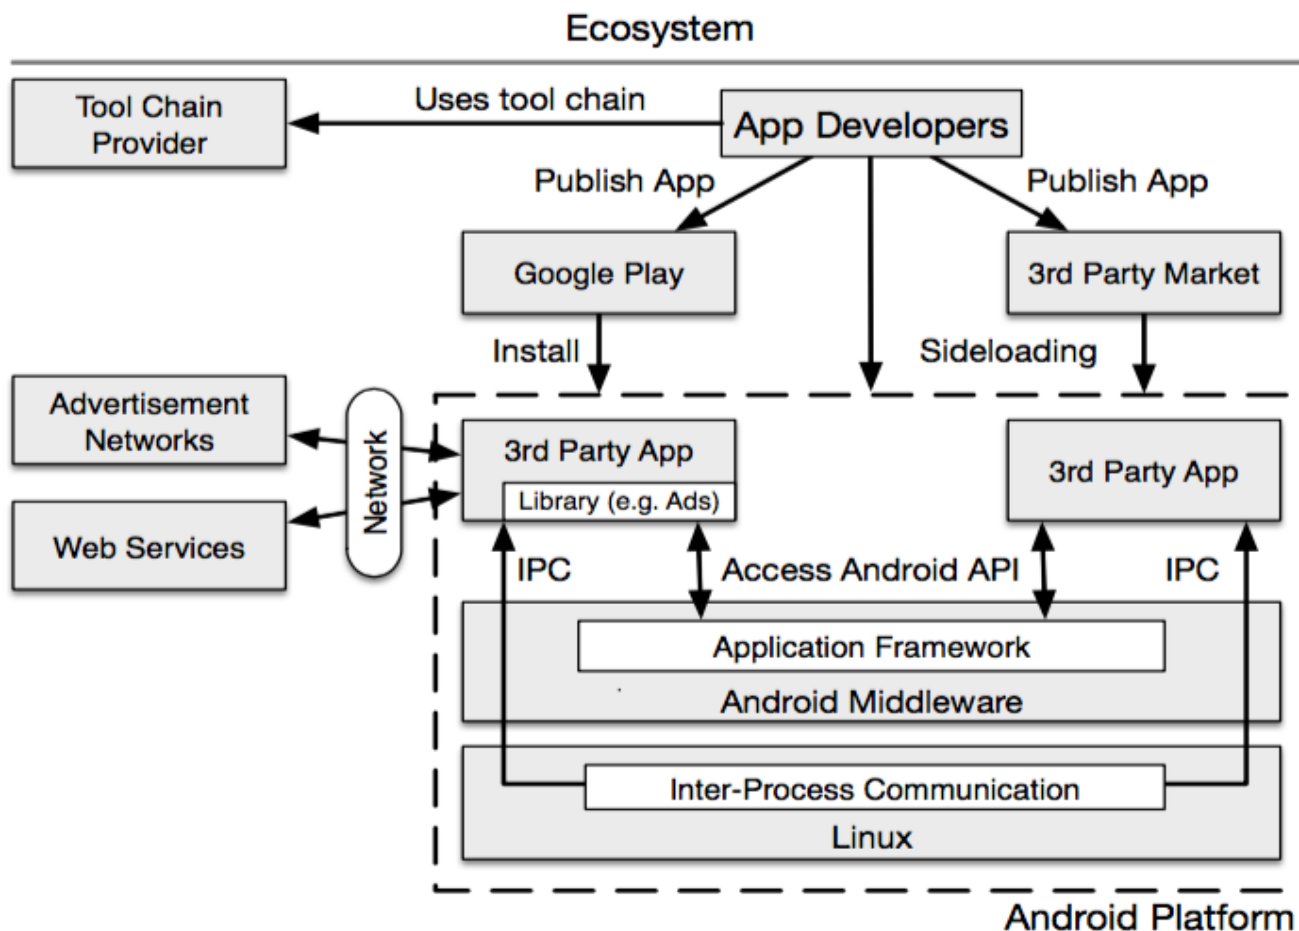 Ecosystem
Tool Chain
Provider
Uses tool chain
App Developers
Publish App
Publish App
Google Play
3rd Party Market
Install
Sideloading
Advertisement
Networks
Network
3rd Party App
Library (e.g. Ads)
3rd Party App
Web Services
IPC
Access Android API
IPC
Application Framework
Android Middleware
Inter-Process Communication
Linux
Android Platform